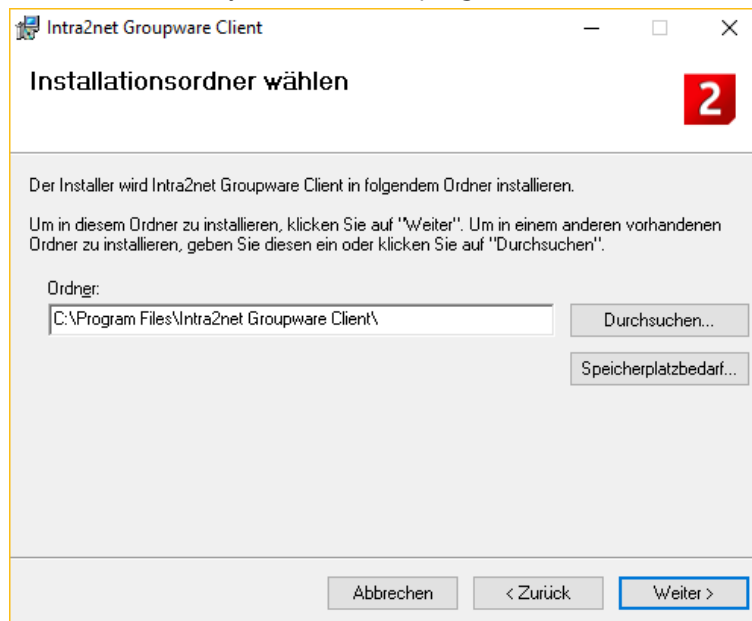 Intra2net Groupware Client
Installationsordner wählen
2
Der Installer wird Intra2net Groupware Client in folgendem Ordner installieren.
Um in diesem Ordner zu installieren, klicken Sie auf "Weiter". Um in einem anderen vorhandenen
Ordner zu installieren, geben Sie diesen ein oder klicken Sie auf "Durchsuchen".
Ordner:
C:\Program Files\Intra2net Groupware Client\
Durchsuchen...
Speicherplatzbedarf...
Abbrechen
< Zurück
Weiter >